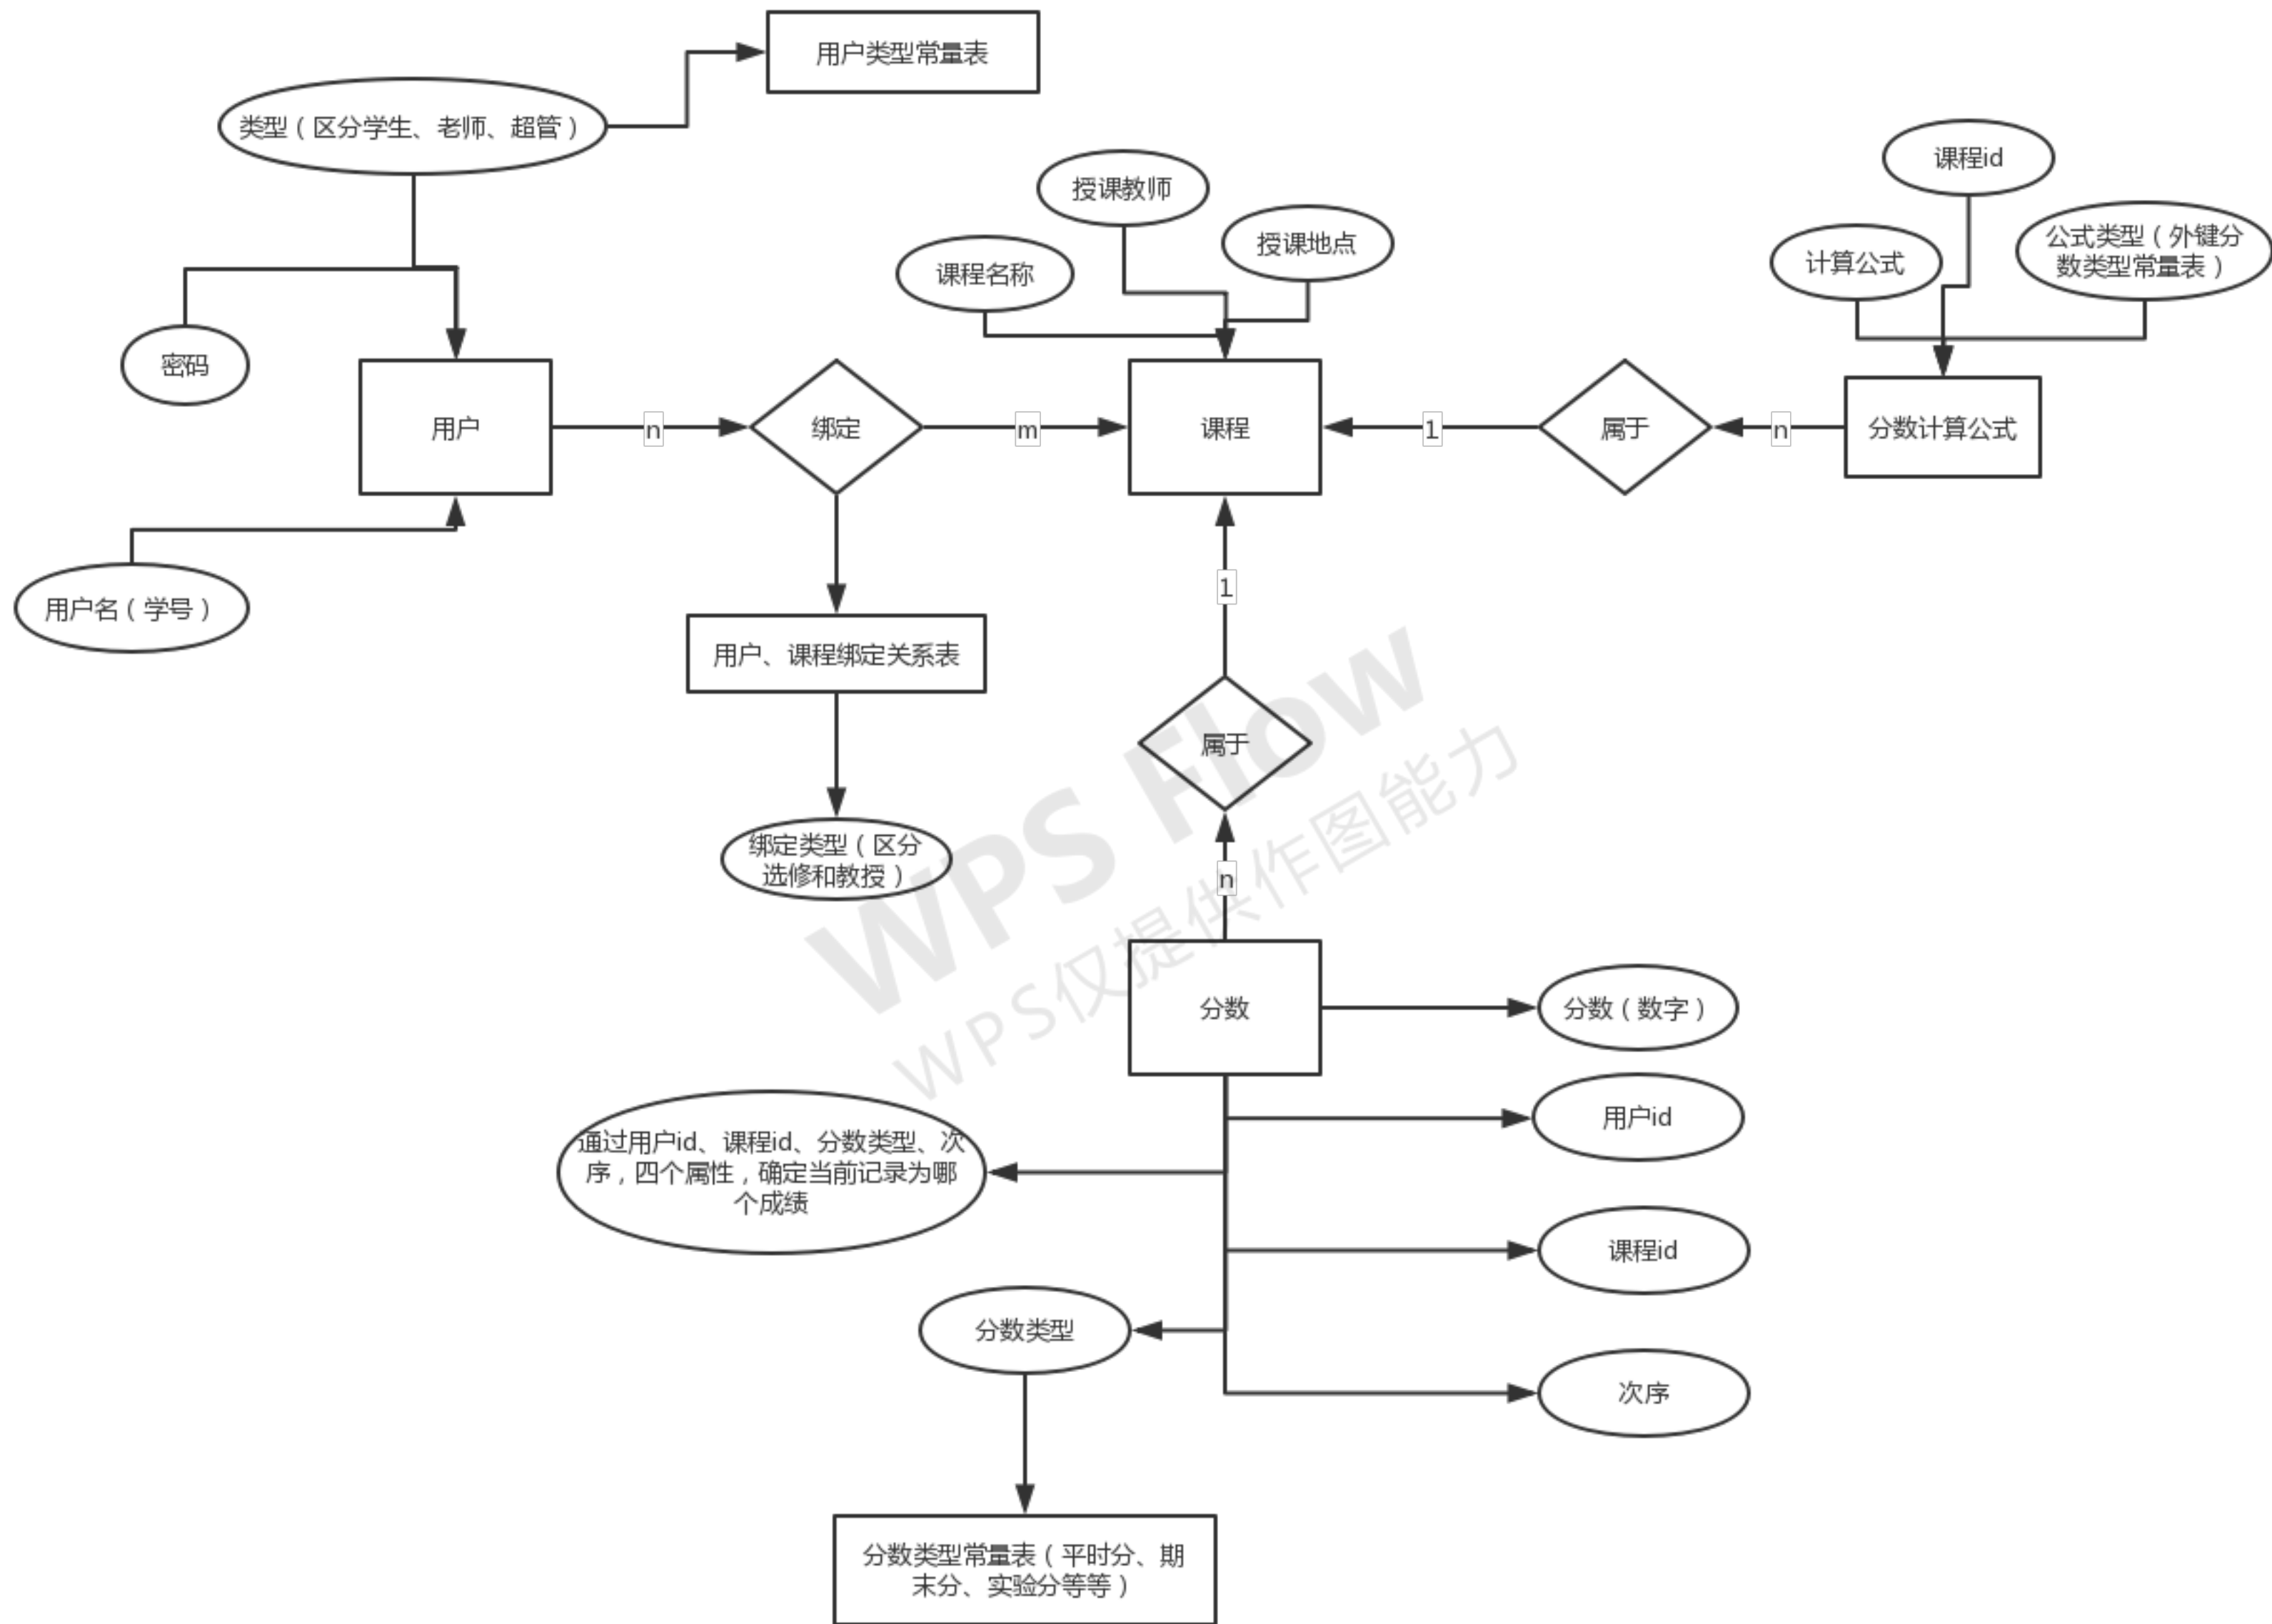 用户类型常量表
类型（区分学生、老师、超管）
课程id
授课教师
公式类型（外键分
数类型常量表）
授课地点
计算公式
课程名称
密码
用户
n
绑定
m
课程
1
属于
n
分数计算公式
1
用户名（学号）
用户、课程绑定关系表
属于
绑定类型（区分
选修和教授）
n
WPS Flow
WPS仅提供作图能力
分数
分数（数字）
用户id
通过用户id、课程id、分数类型、次
序，四个属性，确定当前记录为哪
个成绩
课程id
分数类型
次序
分数类型常量表（平时分、期
末分、实验分等等）